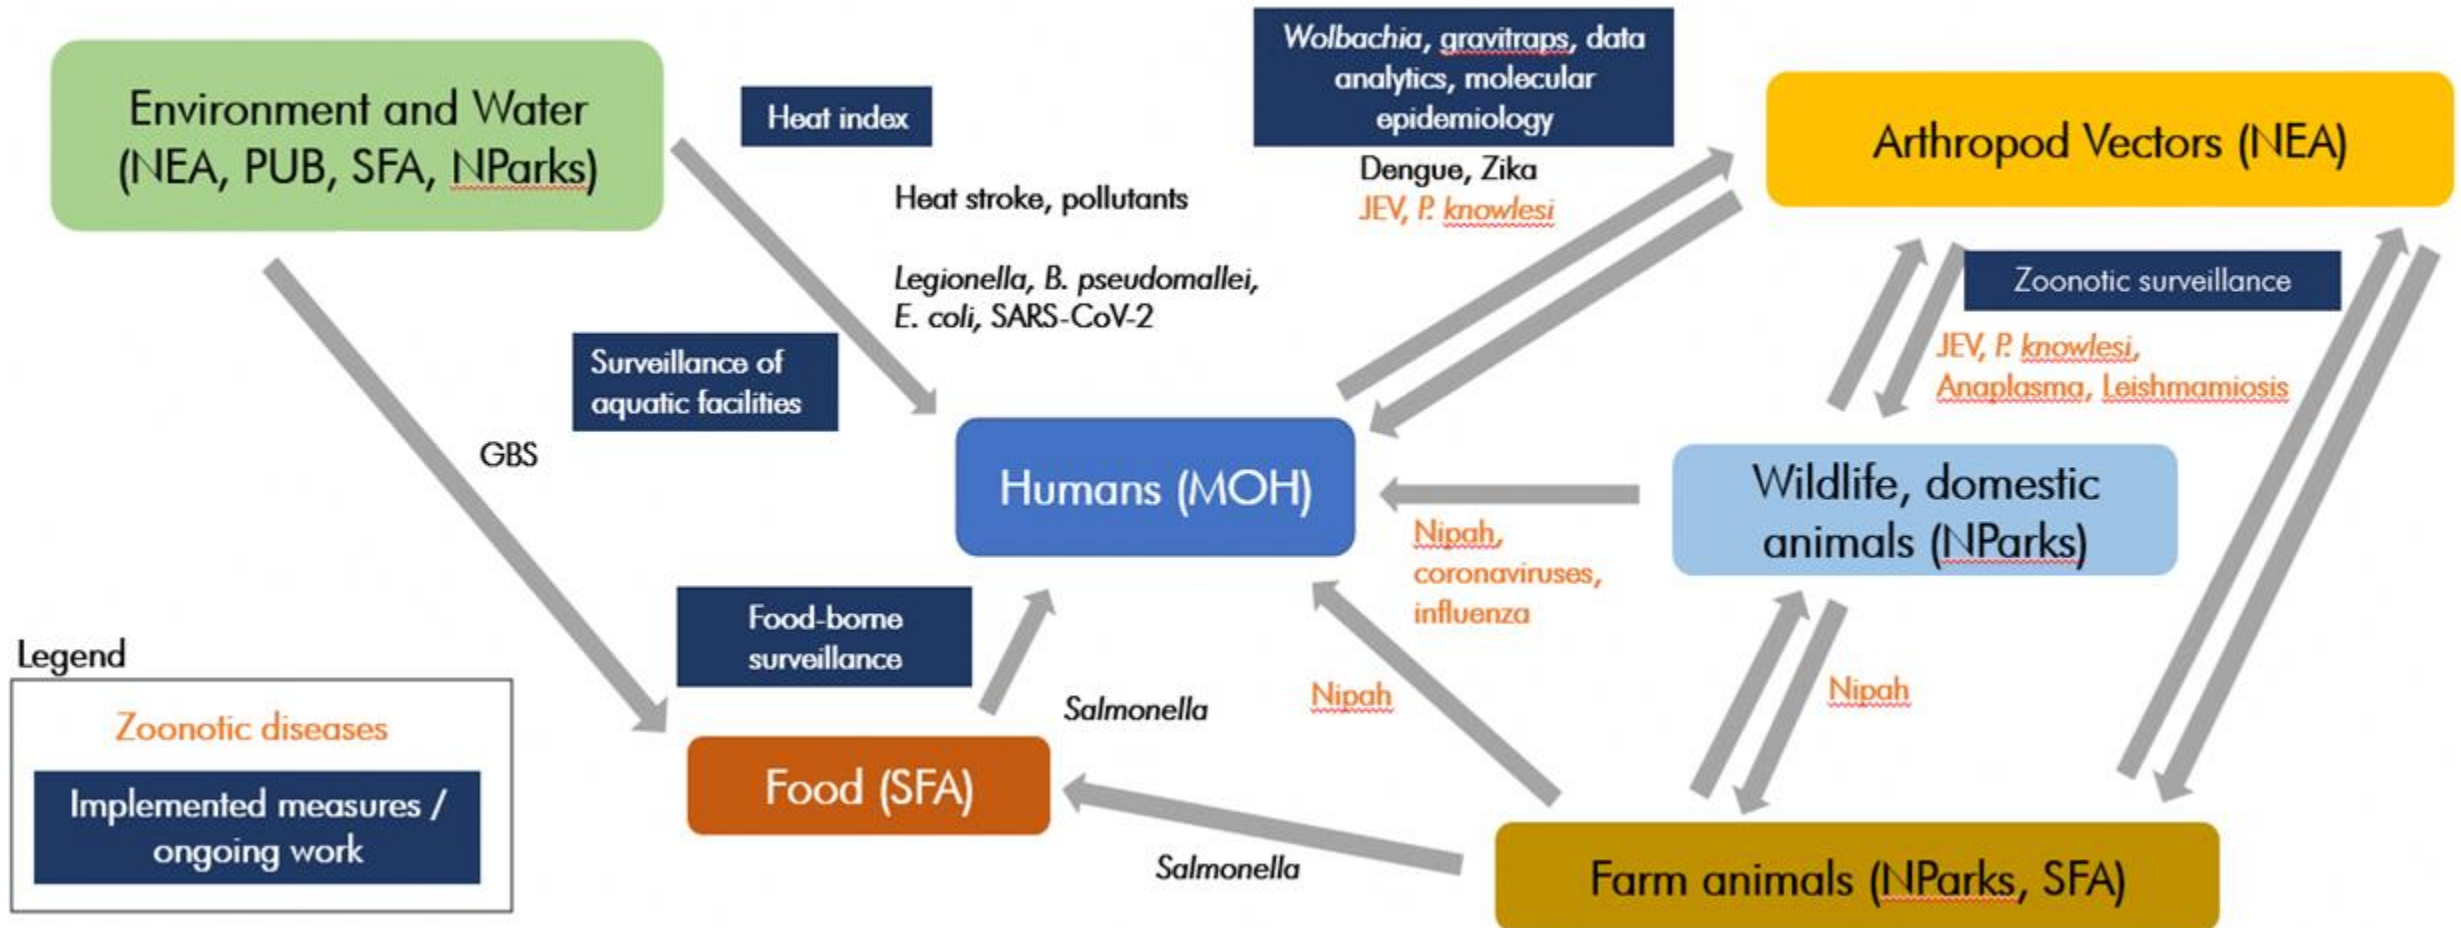 Environment and Water
(NEA, PUB, SFA, NParks)
Heat index
Wolbachia, gravitraps, data
analytics, molecular
epidemiology
Dengue, Zika
JEV, P. knowlesi
Arthropod Vectors (NEA)
Heat stroke, pollutants
Legionella, B. pseudomallei,
E. coli, SARS-CoV-2
Zoonotic surveillance
JEV, P. knowlesi,
Anaplasma, Leishmamiosis
Surveillance of
aquatic facilities
GBS
Humans (MOH)
Wildlife, domestic
animals (NParks)
Nipah,
coronaviruses,
influenza
Food-borne
surveillance
Salmonella
Nipah
Nipah
Legend
Zoonotic diseases
Implemented measures /
ongoing work
Food (SFA)
Salmonella
Farm animals (NParks, SFA)